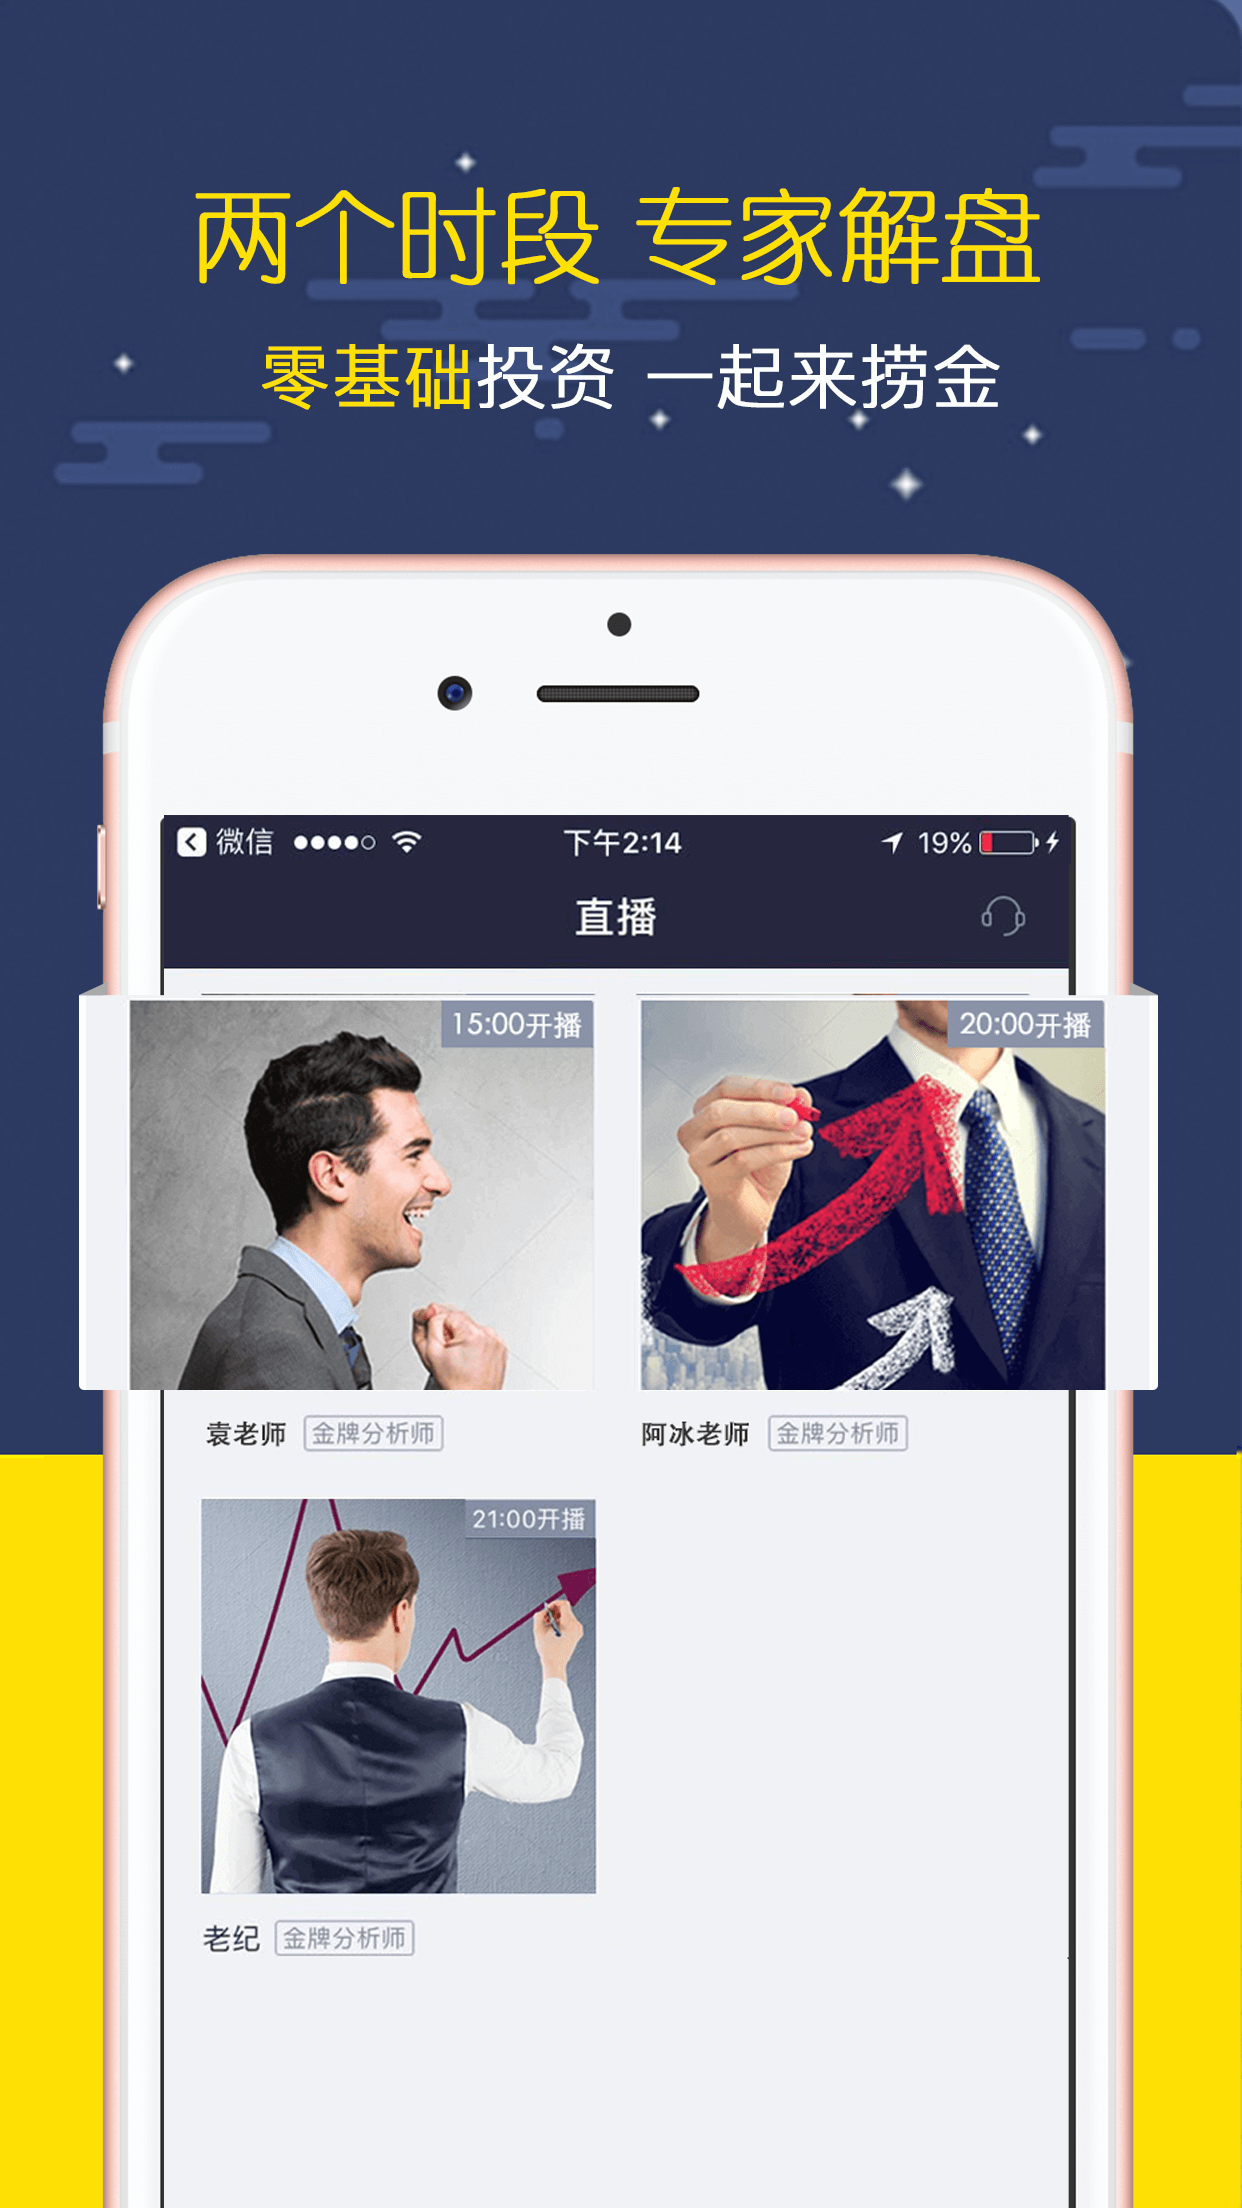 两个时段 专家解盘
零基础投资 一起来捞金
微信 下午2:14 19%
直播
15:00开播 20:00开播
袁老师 金牌分析师 阿冰老师 金牌分析师
21:00开播
老纪 金牌分析师